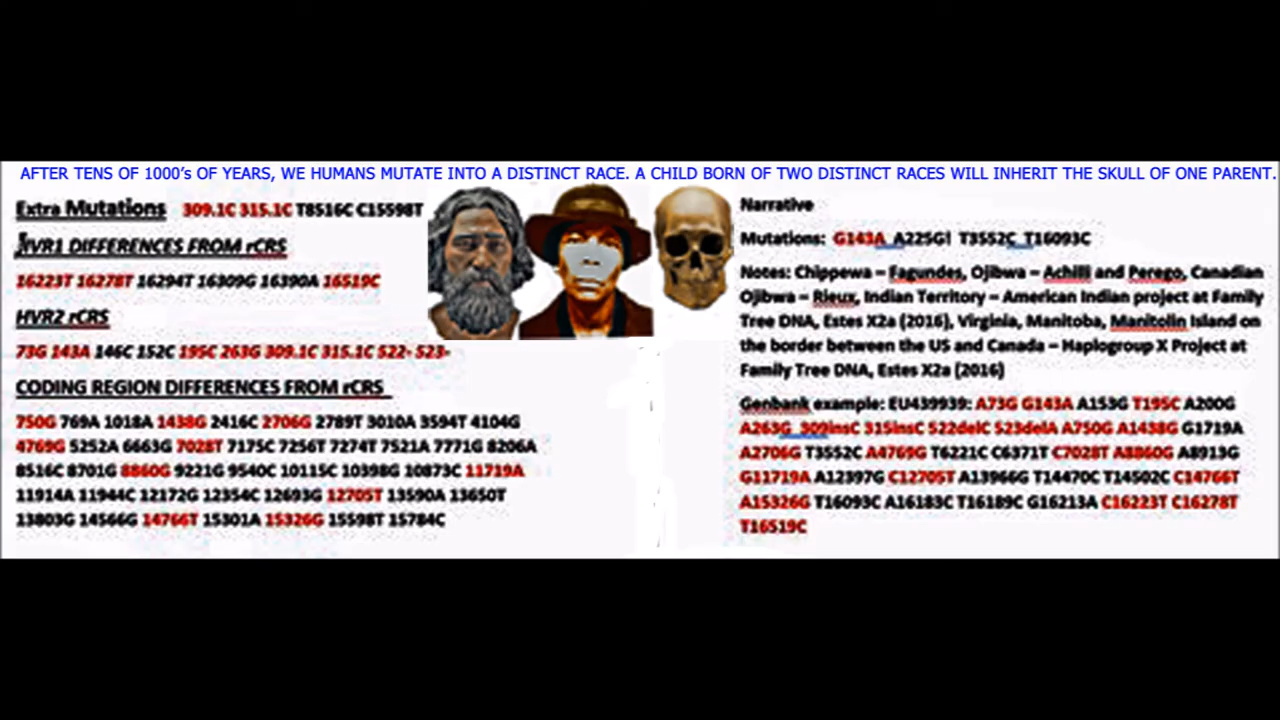 AFTER TENS OF 1000's OF YEARS, WE HUMANS MUTATE INTO A DISTINCT RACE. A CHILD BORN OF TWO DISTINCT RACES WILL INHERIT THE SKULL OF ONE PARENT.
Extra Mutations 309.1C 315.1C T8516C C15598T
HVR1 DIFFERENCES FROM rCRS
16223T 16278T 16294T 16309G 16390A 16519C
HVR2 rCRS
73G 143A 146C 152C 195C 263G 309.1C 315.1C 522- 523-
CODING REGION DIFFERENCES FROM rCRS
750G 769A 1018A 1438G 2416C 2706G 2789T 3010A 3594T 4104G
4769G 5252A 6663G 7028T 7175C 7256T 7274T 7521A 7771G 8206A
8516C 8701G 8860G 9221G 9540C 10115C 10398G 10873C 11719A
11914A 11944C 12172G 12354C 12693G 12705T 13590A 13650T
13803G 14566G 14766T 15301A 15326G 15598T 15784C
Narrative
Mutations: G143A A225G! T3552C T16093C
Notes: Chippewa – Fagundes, Ojibwa – Achilli and Perego, Canadian
Ojibwa – Rieux, Indian Territory – American Indian project at Family
Tree DNA, Estes X2a (2016), Virginia, Manitoba, Manitolin Island on
the border between the US and Canada – Haplogroup X Project at
Family Tree DNA, Estes X2a (2016)
Genbank example: EU439939: A73G G143A A153G T195C A200G
A263G 309insC 315insC 522delC 523delA A750G A1438G G1719A
A2706G T3552C A4769G T6221C C6371T C7028T A8860G A8913G
G11719A A12397G C12705T A13966G T14470C T14502C C14766T
A15326G T16093C A16183C T16189C G16213A C16223T C16278T
T16519C